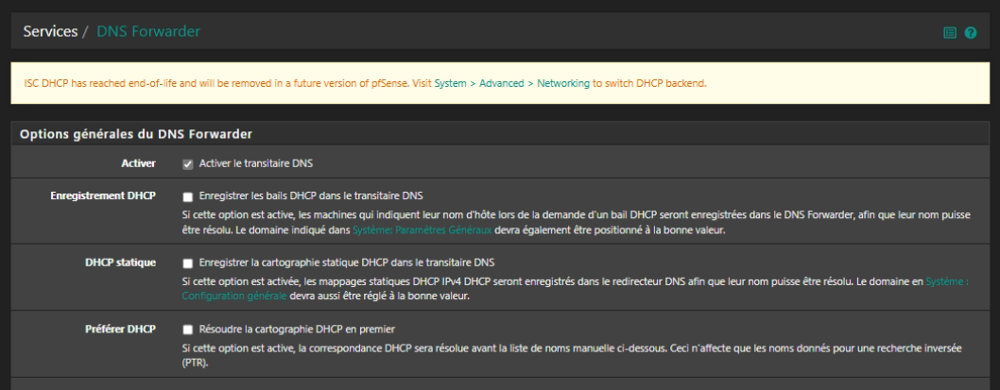 Services / DNS Forwarder
ISC DHCP has reached end-of-life and will be removed in a future version of pfSense. Visit System > Advanced > Networking to switch DHCP backend.
Options générales du DNS Forwarder
Activer Activer le transitaire DNS
Enregistrement DHCP Enregistrer les bails DHCP dans le transitaire DNS
Si cette option est active, les machines qui indiquent leur nom d'hôte lors de la demande d'un bail DHCP seront enregistrées dans le DNS Forwarder, afin que leur nom puisse
être résolu. Le domaine indiqué dans Système: Paramètres Généraux devra également être positionné à la bonne valeur.
DHCP statique Enregistrer la cartographie statique DHCP dans le transitaire DNS
Si cette option est activée, les mappages statiques DHCP IPv4 DHCP seront enregistrés dans le redirecteur DNS afin que leur nom puisse être résolu. Le domaine en Système :
Configuration générale devra aussi être réglé à la bonne valeur.
Préférer DHCP Résoudre la cartographie DHCP en premier
Si cette option est active, la correspondance DHCP sera résolue avant la liste de noms manuelle ci-dessous. Ceci n'affecte que les noms donnés pour une recherche inversée
(PTR).